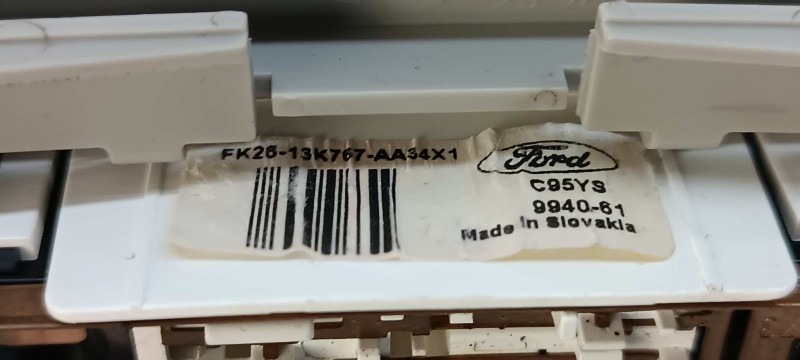 FK26-13K767-AA34X1
Ford
C95YS
9940-61
Made in Slovakia